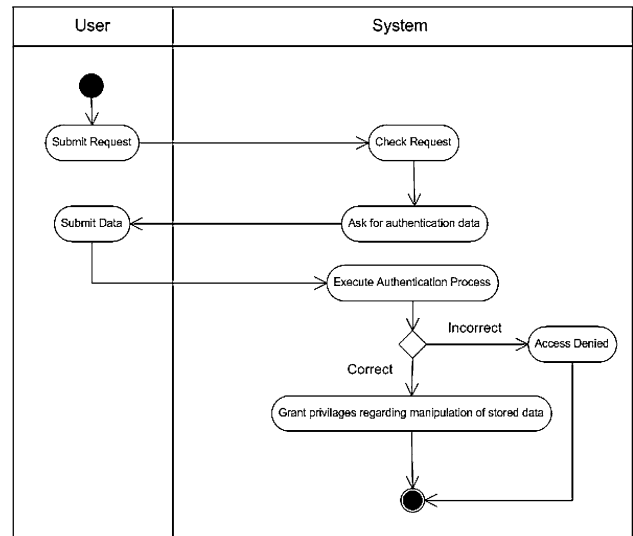 User
System
Submit Request
Check Request
Submit Data
Ask for authentication data
Execute Authentication Process
Incorrect
Access Denied
Correct
Grant privilages regarding manipulation of stored data